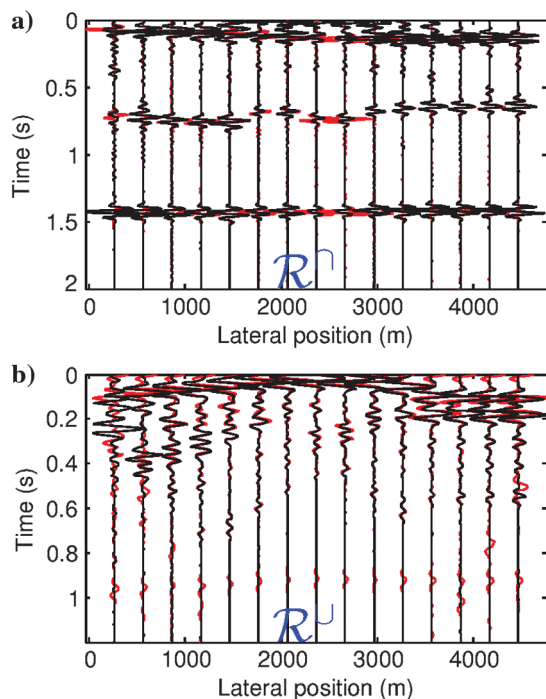 a)
0
0.5
1
1.5
2
Time (s)
R∩
0 1000 2000 3000 4000
Lateral position (m)
b)
0
0.2
0.4
0.6
0.8
1
Time (s)
R∪
0 1000 2000 3000 4000
Lateral position (m)